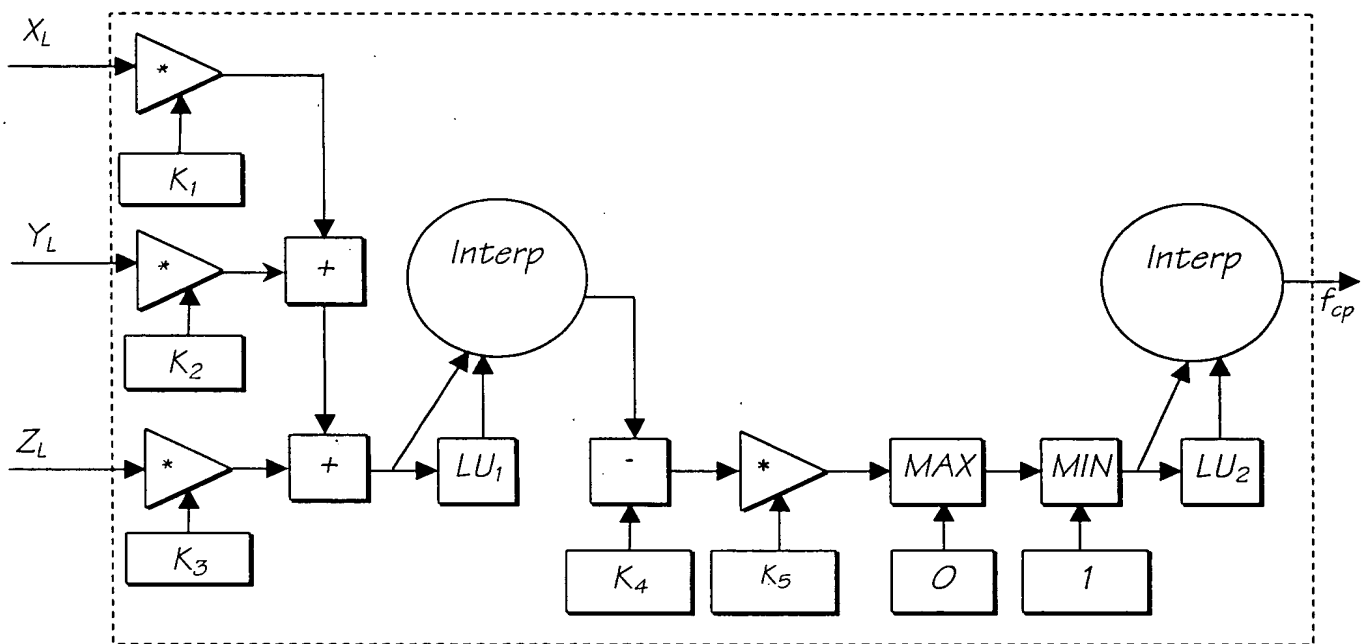 X_L
*
K_1
Y_L
*
K_2
+
Interp
Interp
f_cp
Z_L
*
K_3
+
LU_1
-
*
MAX
MIN
LU_2
K_4
K_5
0
1